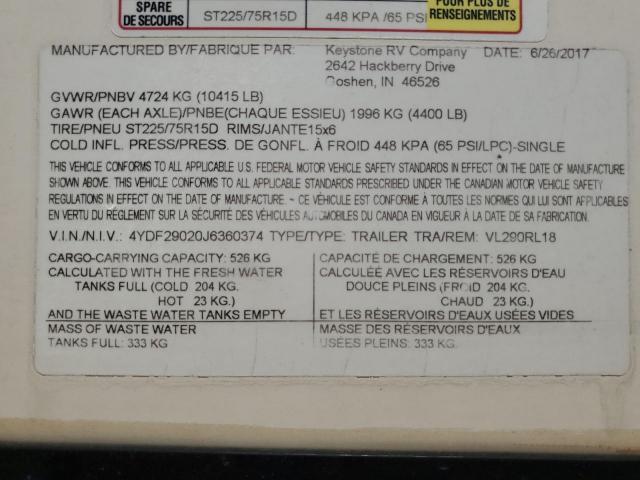 SPARE
DE SECOURS
ST225/75R15D
448 KPA /65 PSI
POUR PLUS DE
RENSEIGNEMENTS
MANUFACTURED BY/FABRIQUE PAR: Keystone RV Company DATE: 6/26/2017
2642 Hackberry Drive
Goshen, IN 46526
GVWR/PNBV 4724 KG (10415 LB)
GAWR (EACH AXLE)/PNBE(CHAQUE ESSIEU) 1996 KG (4400 LB)
TIRE/PNEU ST225/75R15D RIMS/JANTE15x6
COLD INFL. PRESS/PRESS. DE GONFL. À FROID 448 KPA (65 PSI/LPC)-SINGLE
THIS VEHICLE CONFORMS TO ALL APPLICABLE U.S. FEDERAL MOTOR VEHICLE SAFETY STANDARDS IN EFFECT ON THE DATE OF MANUFACTURE
SHOWN ABOVE. THIS VEHICLE CONFORMS TO ALL APPLICABLE STANDARDS PRESCRIBED UNDER THE CANADIAN MOTOR VEHICLE SAFETY
REGULATIONS IN EFFECT ON THE DATE OF MANUFACTURE. ~ CE VÉHICLE EST CONFORME À TOUTES LES NORMES QUI LUI SONT APPLICABLES
EN VERTU DU RÉGLEMENT SUR LA SÉCURITÉ DES VÉHICLES AUTOMOBILES DU CANADA EN VIGUEUR À LA DATE DE SA FABRICATION.
V.I.N./N.I.V.: 4YDF29020J6360374 TYPE/TYPE: TRAILER TRA/REM: VL290RL18
CARGO-CARRYING CAPACITY: 526 KG
CALCULATED WITH THE FRESH WATER
TANKS FULL (COLD 204 KG.
HOT 23 KG.)
AND THE WASTE WATER TANKS EMPTY
MASS OF WASTE WATER
TANKS FULL: 333 KG
CAPACITÉ DE CHARGEMENT: 526 KG
CALCULÉE AVEC LES RÉSERVOIRS D'EAU
DOUCE PLEINS (FROID 204 KG.
CHAUD 23 KG.)
ET LES RÉSERVOIRS D'EAUX USÉES VIDES
MASSE DES RÉSERVOIRS D'EAUX
USÉES PLEINS: 333 KG.